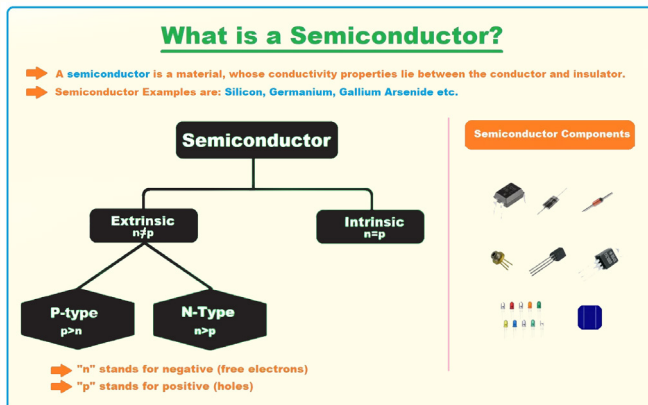 What is a Semiconductor?
A semiconductor is a material, whose conductivity properties lie between the conductor and insulator.
Semiconductor Examples are: Silicon, Germanium, Gallium Arsenide etc.
Semiconductor
Semiconductor Components
Extrinsic
n≠p
Intrinsic
n=p
P-type
p>n
N-Type
n>p
"n" stands for negative (free electrons)
"p" stands for positive (holes)